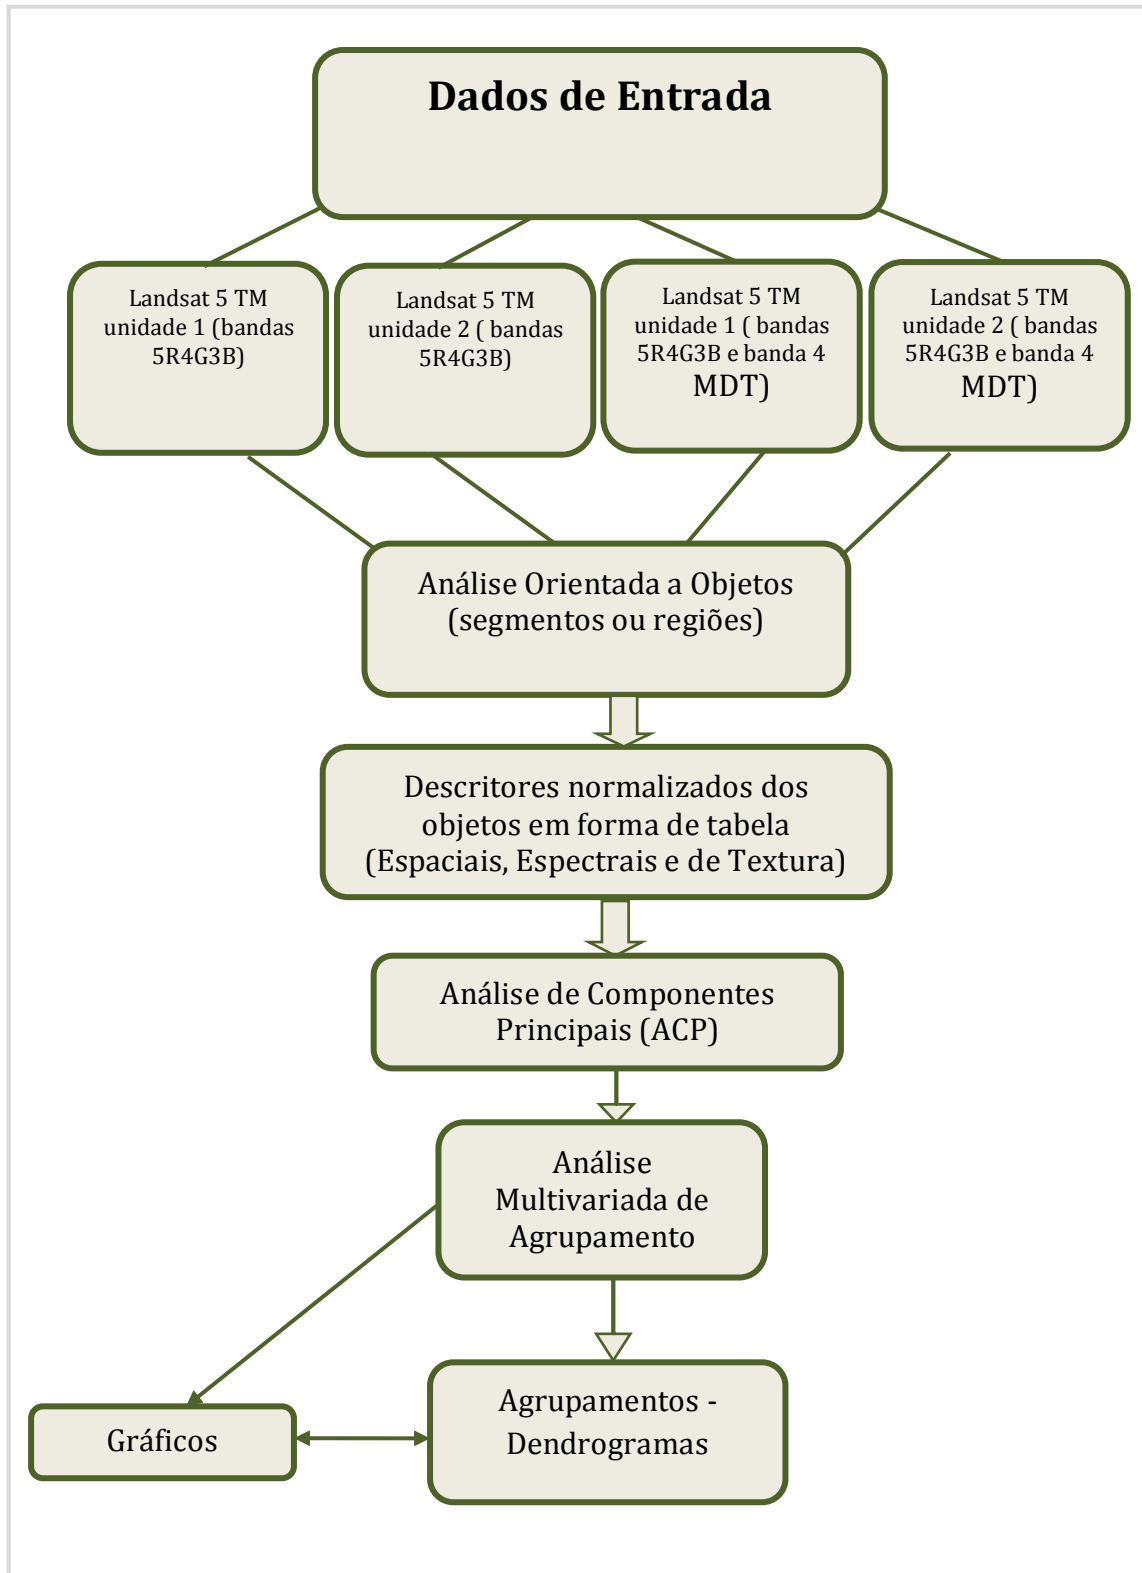 Dados de Entrada
Landsat 5 TM
unidade 1 (bandas
5R4G3B)
Landsat 5 TM
unidade 2 ( bandas
5R4G3B)
Landsat 5 TM
unidade 1 ( bandas
5R4G3B e banda 4
MDT)
Landsat 5 TM
unidade 2 ( bandas
5R4G3B e banda 4
MDT)
Análise Orientada a Objetos
(segmentos ou regiões)
Descritores normalizados dos
objetos em forma de tabela
(Espaciais, Espectrais e de Textura)
Análise de Componentes
Principais (ACP)
Análise
Multivariada de
Agrupamento
Agrupamentos -
Dendrogramas
Gráficos